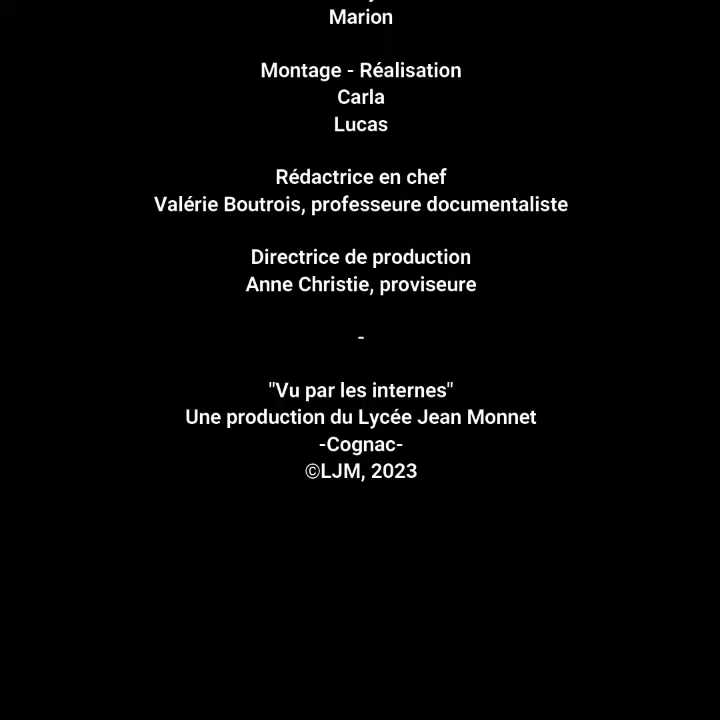 Marion
Montage - Réalisation
Carla
Lucas
Rédactrice en chef
Valérie Boutrois, professeure documentaliste
Directrice de production
Anne Christie, proviseure
-
"Vu par les internes"
Une production du Lycée Jean Monnet
-Cognac-
©LJM, 2023